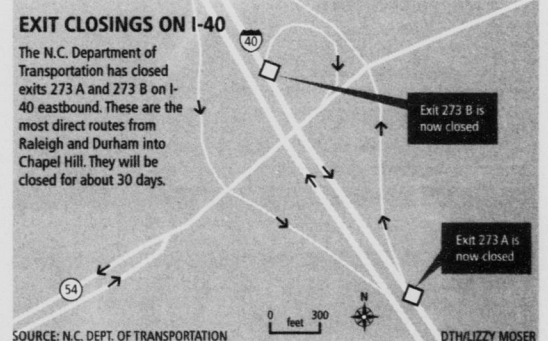 EXIT CLOSINGS ON I-40
The N.C. Department of
Transportation has closed
exits 273 A and 273 B on I-
40 eastbound. These are the
most direct routes from
Raleigh and Durham into
Chapel Hill. They will be
closed for about 30 days.
40
Exit 273 B is
now closed
Exit 273 A is
now closed
54
N
0 300
feet
SOURCE: N.C. DEPT. OF TRANSPORTATION
DTH/LIZZY MOSER